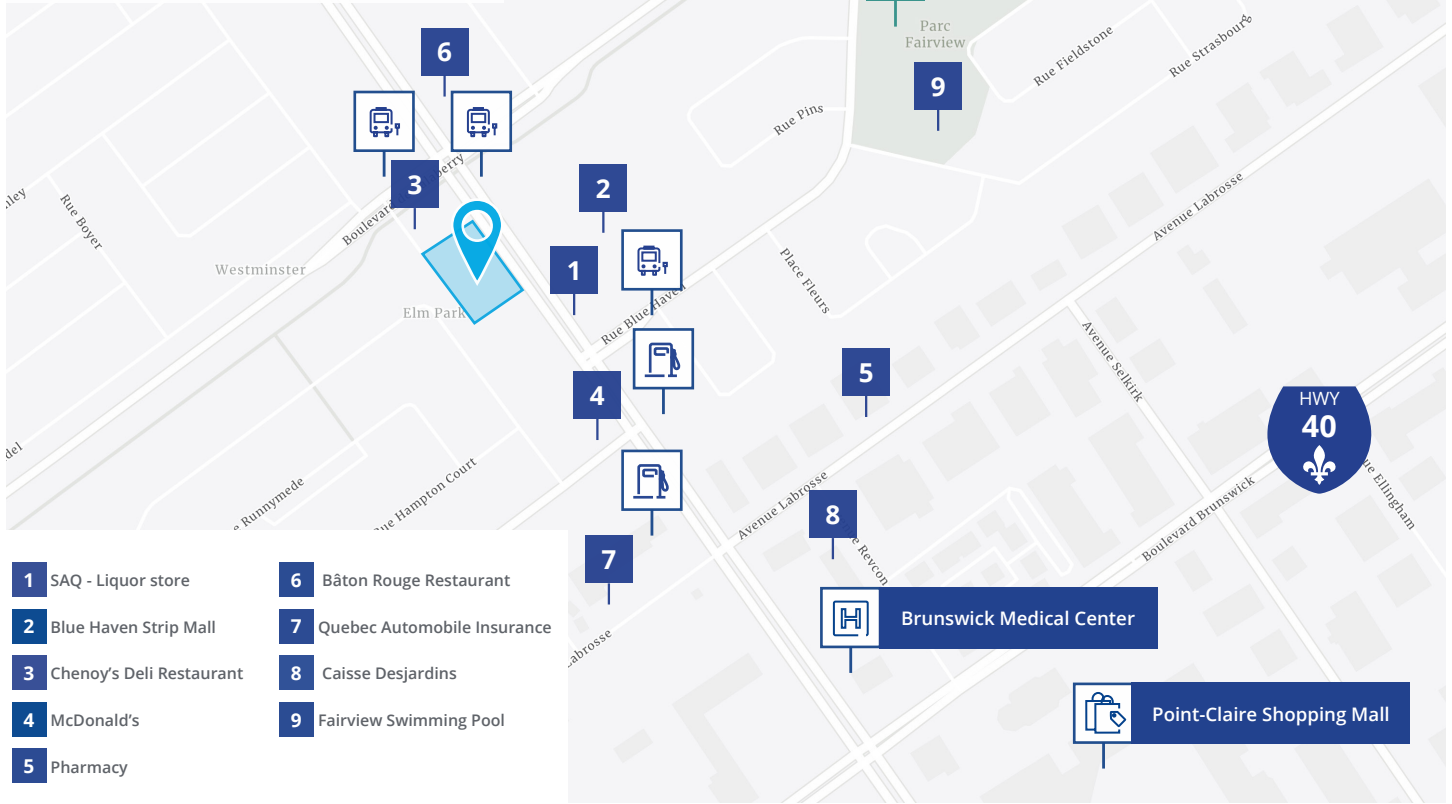 Parc
Fairview
Rue Fieldstone
Rue Strasbourg
6
9
Rue Pins
3
2
Rue Boyer
Boulevard
Avenue Labrosse
Westminster
1
Place Fleurs
Elm Park
Rue Blue Haven
Avenue Selkirk
5
4
HWY
40
Rue Hampton Court
Runnymede
Avenue Labrosse
8
Revcon
Boulevard Brunswick
Ellingham
7
Labrosse
H
Brunswick Medical Center
Point-Claire Shopping Mall
1 SAQ - Liquor store
2 Blue Haven Strip Mall
3 Chenoy’s Deli Restaurant
4 McDonald’s
5 Pharmacy
6 Bâton Rouge Restaurant
7 Quebec Automobile Insurance
8 Caisse Desjardins
9 Fairview Swimming Pool